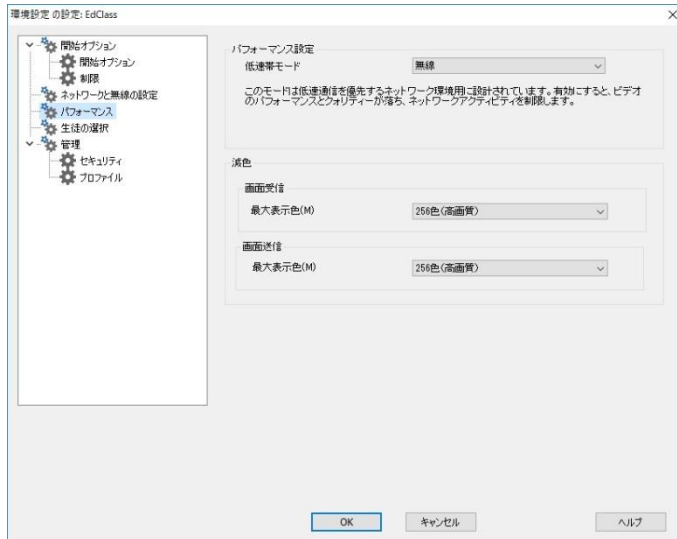 環境設定 の設定: EdClass
開始オプション
開始オプション
制限
ネットワークと無線の設定
パフォーマンス
生徒の選択
管理
セキュリティ
プロファイル
パフォーマンス設定
低速帯モード 無線
このモードは低速通信を優先するネットワーク環境用に設計されています。有効にすると、ビデオ
のパフォーマンスとクォリティーが落ち、ネットワークアクティビティを制限します。
減色
画面受信
最大表示色(M) 256色(高画質)
画面送信
最大表示色(M) 256色(高画質)
OK キャンセル ヘルプ